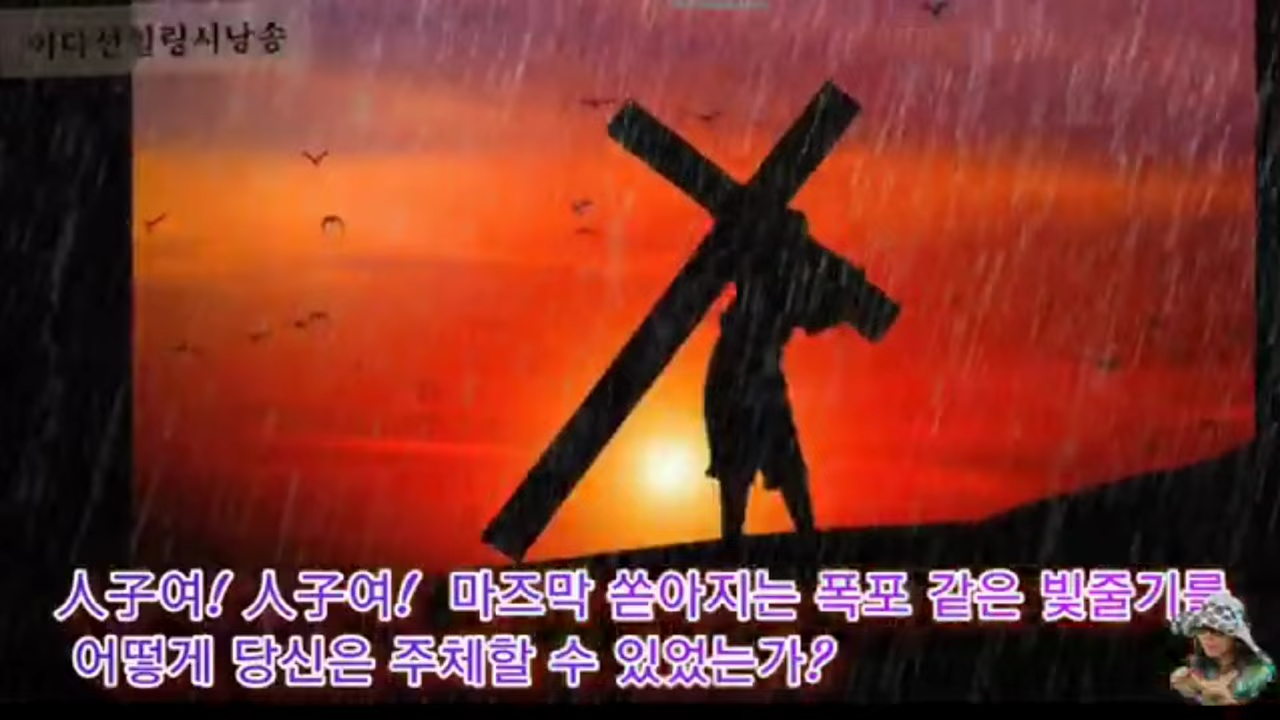 이다선힐링시낭송
人子여! 人子여! 마즈막 쏟아지는 폭포 같은 빛줄기를
어떻게 당신은 주체할 수 있었는가?